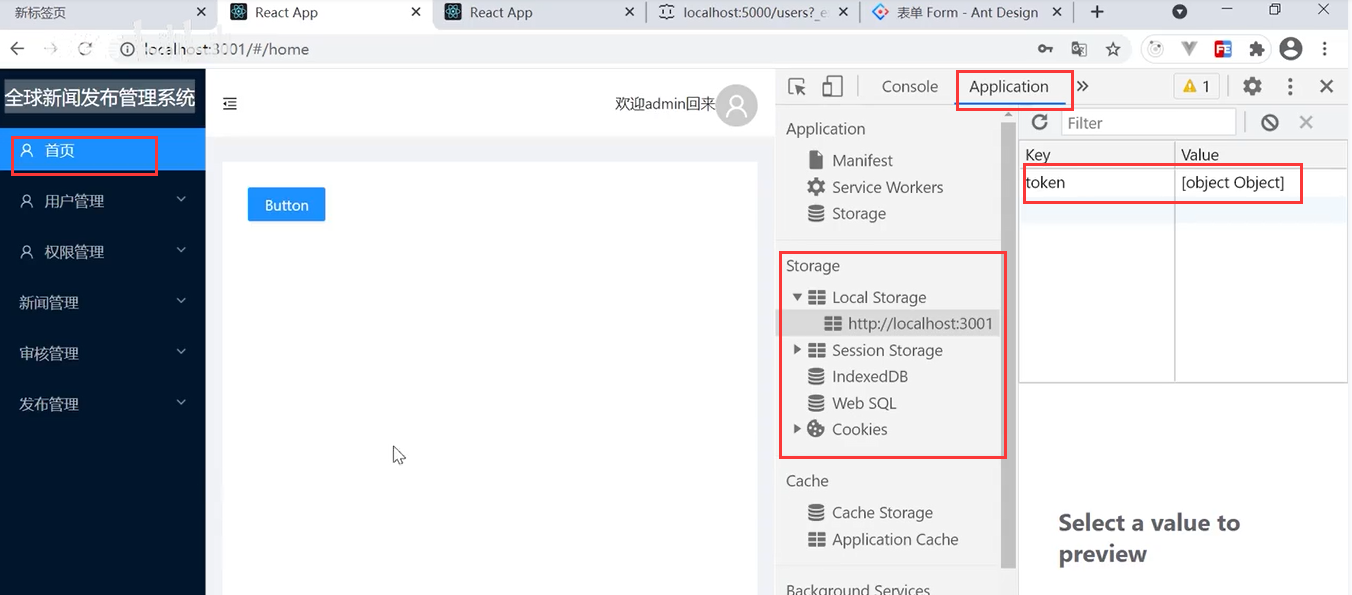 新标签页
React App
React App
localhost:5000/users?_e
表单 Form - Ant Design
localhost:3001/#/home
全球新闻发布管理系统
首页
用户管理
权限管理
新闻管理
审核管理
发布管理
欢迎admin回来
Button
Console
Application
1
Filter
Application
Manifest
Service Workers
Storage
Storage
Local Storage
http://localhost:3001
Session Storage
IndexedDB
Web SQL
Cookies
Cache
Cache Storage
Application Cache
Background Services
Key Value
token [object Object]
Select a value to
preview